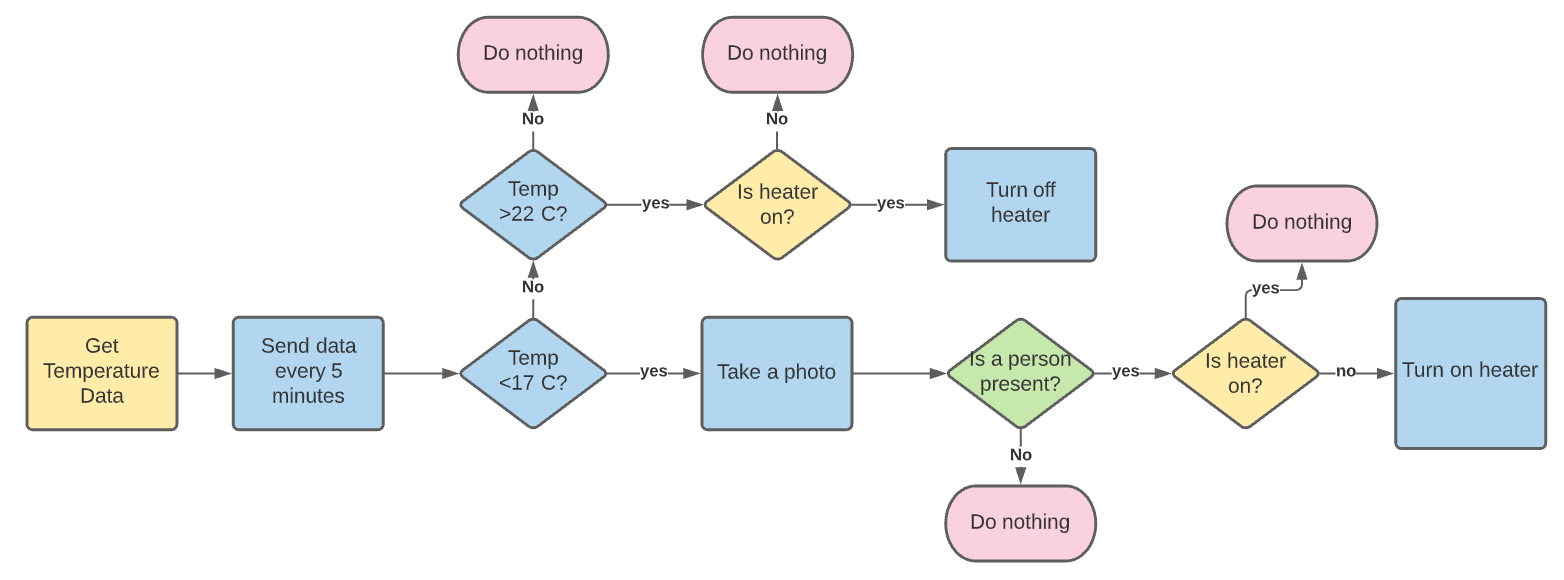 Do nothing
Do nothing
No
No
Temp
>22 C?
yes
Is heater
on?
yes
Turn off
heater
Do nothing
No
yes
Get
Temperature
Data
Send data
every 5
minutes
Temp
<17 C?
yes
Take a photo
Is a person
present?
yes
Is heater
on?
no
Turn on heater
No
Do nothing